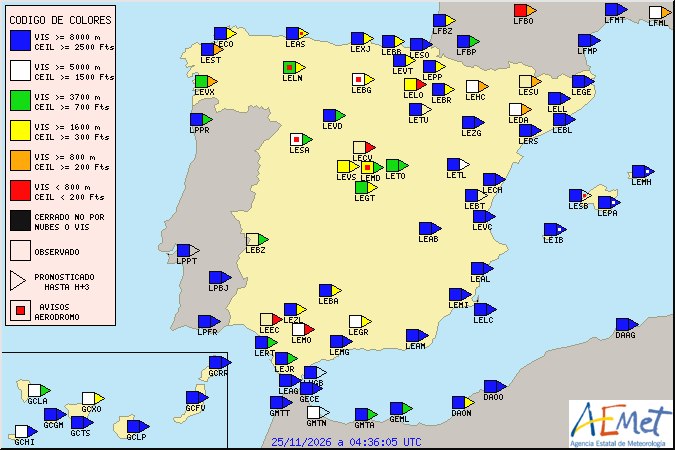 CODIGO DE COLORES
VIS >= 8000 m
CEIL >= 2500 Fts
VIS >= 5000 m
CEIL >= 1500 Fts
VIS >= 3700 m
CEIL >= 700 Fts
VIS >= 1600 m
CEIL >= 300 Fts
VIS >= 800 m
CEIL >= 200 Fts
VIS < 800 m
CEIL < 200 Fts
CERRADO NO POR
NUBES O VIS
OBSERVADO
PRONOSTICADO
HASTA H+3
AVISOS
AERODROMO
LFBO
LFMT
LFML
LFBZ
LECO
LEAS
LEXJ
LEBB
LESO
LFBP
LFMP
LEST
LEVT
LEPP
LELN
LEBG
LEVX
LELO
LEBR
LEHC
LESU
LEGE
LELL
LEDA
LETU
LEVD
LPPR
LEZG
LERS
LEBL
LESA
LECV
LEVS
LEMD
LETO
LETL
LEMH
LECH
LEGT
LEBT
LESB
LEPA
LEVC
LEAB
LEIB
LEBZ
LPPT
LEAL
LPBJ
LEBA
LEMI
LEZL
LELC
LPFR
LEEC
LEMO
LEGR
DAAG
LERT
LEMG
LEAM
LEJR
GCRR
LEAG
GECE
DAOO
GCLA
GCXO
GCFV
GMTT
GEML
DAON
GCGM
GCTS
GCLP
GMTN
GMTA
GCHI
25/11/2026 a 04:36:05 UTC
AEMet
Agencia Estatal de Meteorología